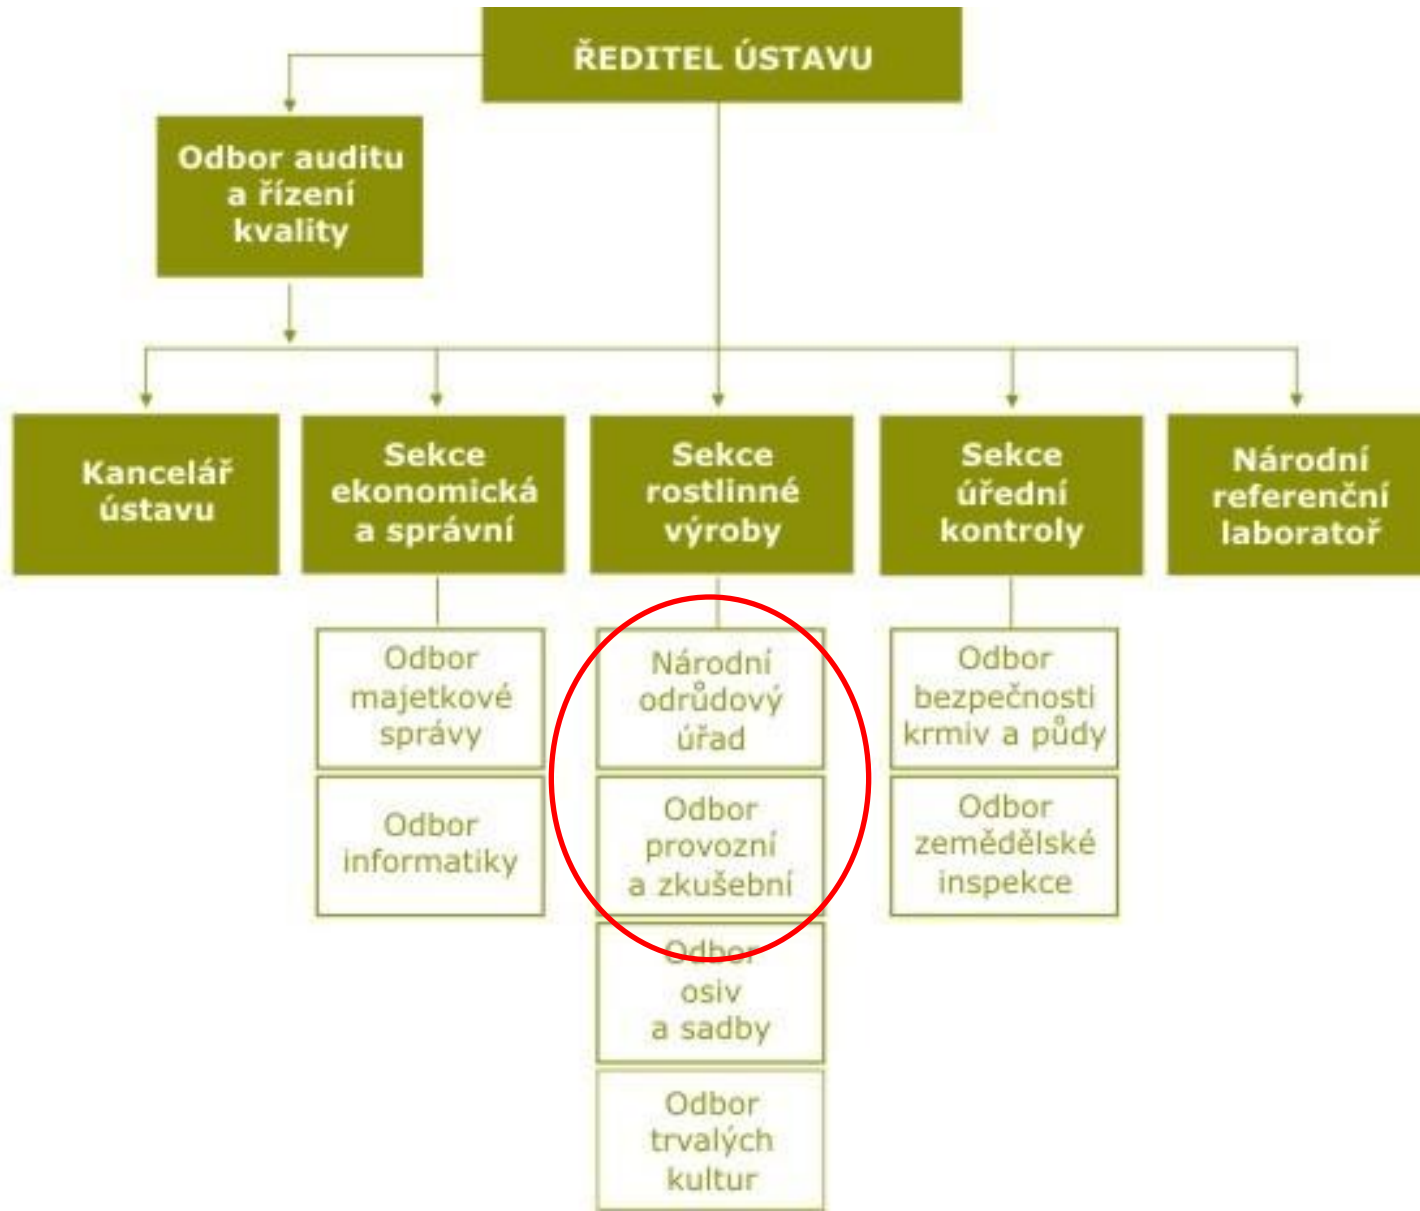 ŘEDITEL ÚSTAVU
Odbor auditu
a řízení
kvality
Kancelář
ústavu
Sekce
ekonomická
a správní
Sekce
rostlinné
výroby
Sekce
úřední
kontroly
Národní
referenční
laboratoř
Odbor
majetkové
správy
Odbor
informatiky
Národní
odrůdový
úřad
Odbor
provozní
a zkušební
Odbor
osiv
a sadby
Odbor
trvalých
kultur
Odbor
bezpečnosti
krmiv a půdy
Odbor
zemědělské
inspekce